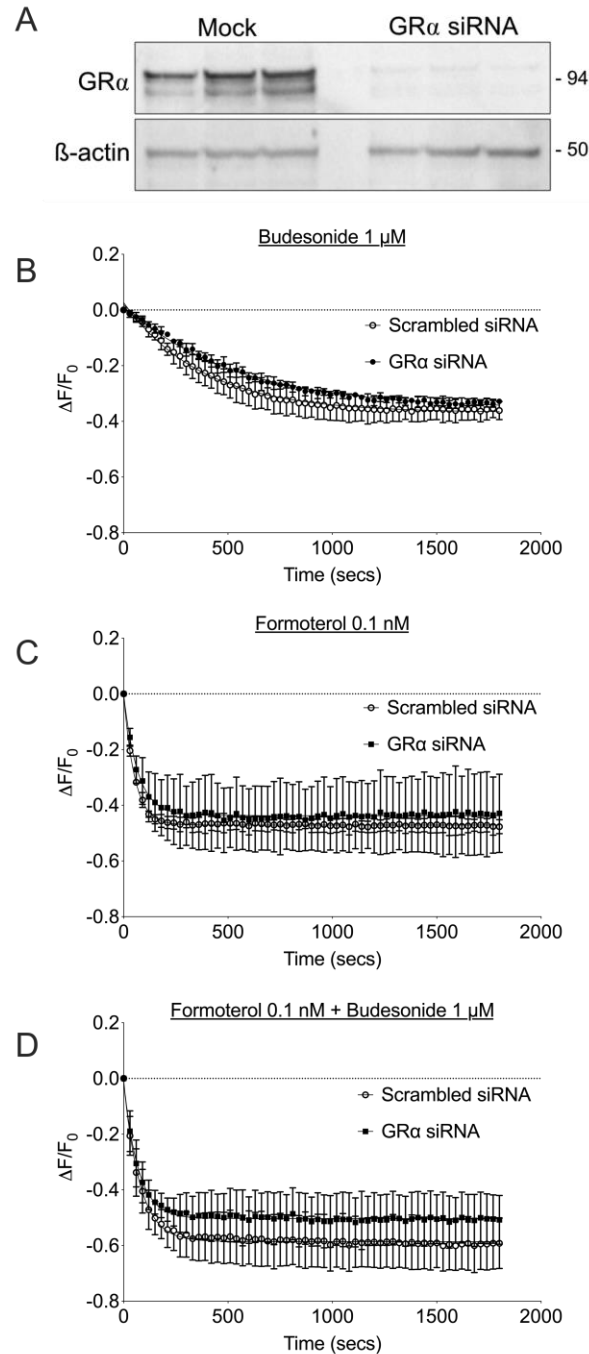 A
Mock GRα siRNA
GRα - 94
ß-actin - 50
B
Budesonide 1 µM
0.2
0.0
-0.2
-0.4
-0.6
-0.8
ΔF/F0
Scrambled siRNA
GRα siRNA
0 500 1000 1500 2000
Time (secs)
C
Formoterol 0.1 nM
0.2
0.0
-0.2
-0.4
-0.6
-0.8
ΔF/F0
Scrambled siRNA
GRα siRNA
0 500 1000 1500 2000
Time (secs)
D
Formoterol 0.1 nM + Budesonide 1 µM
0.2
0.0
-0.2
-0.4
-0.6
-0.8
ΔF/F0
Scrambled siRNA
GRα siRNA
0 500 1000 1500 2000
Time (secs)